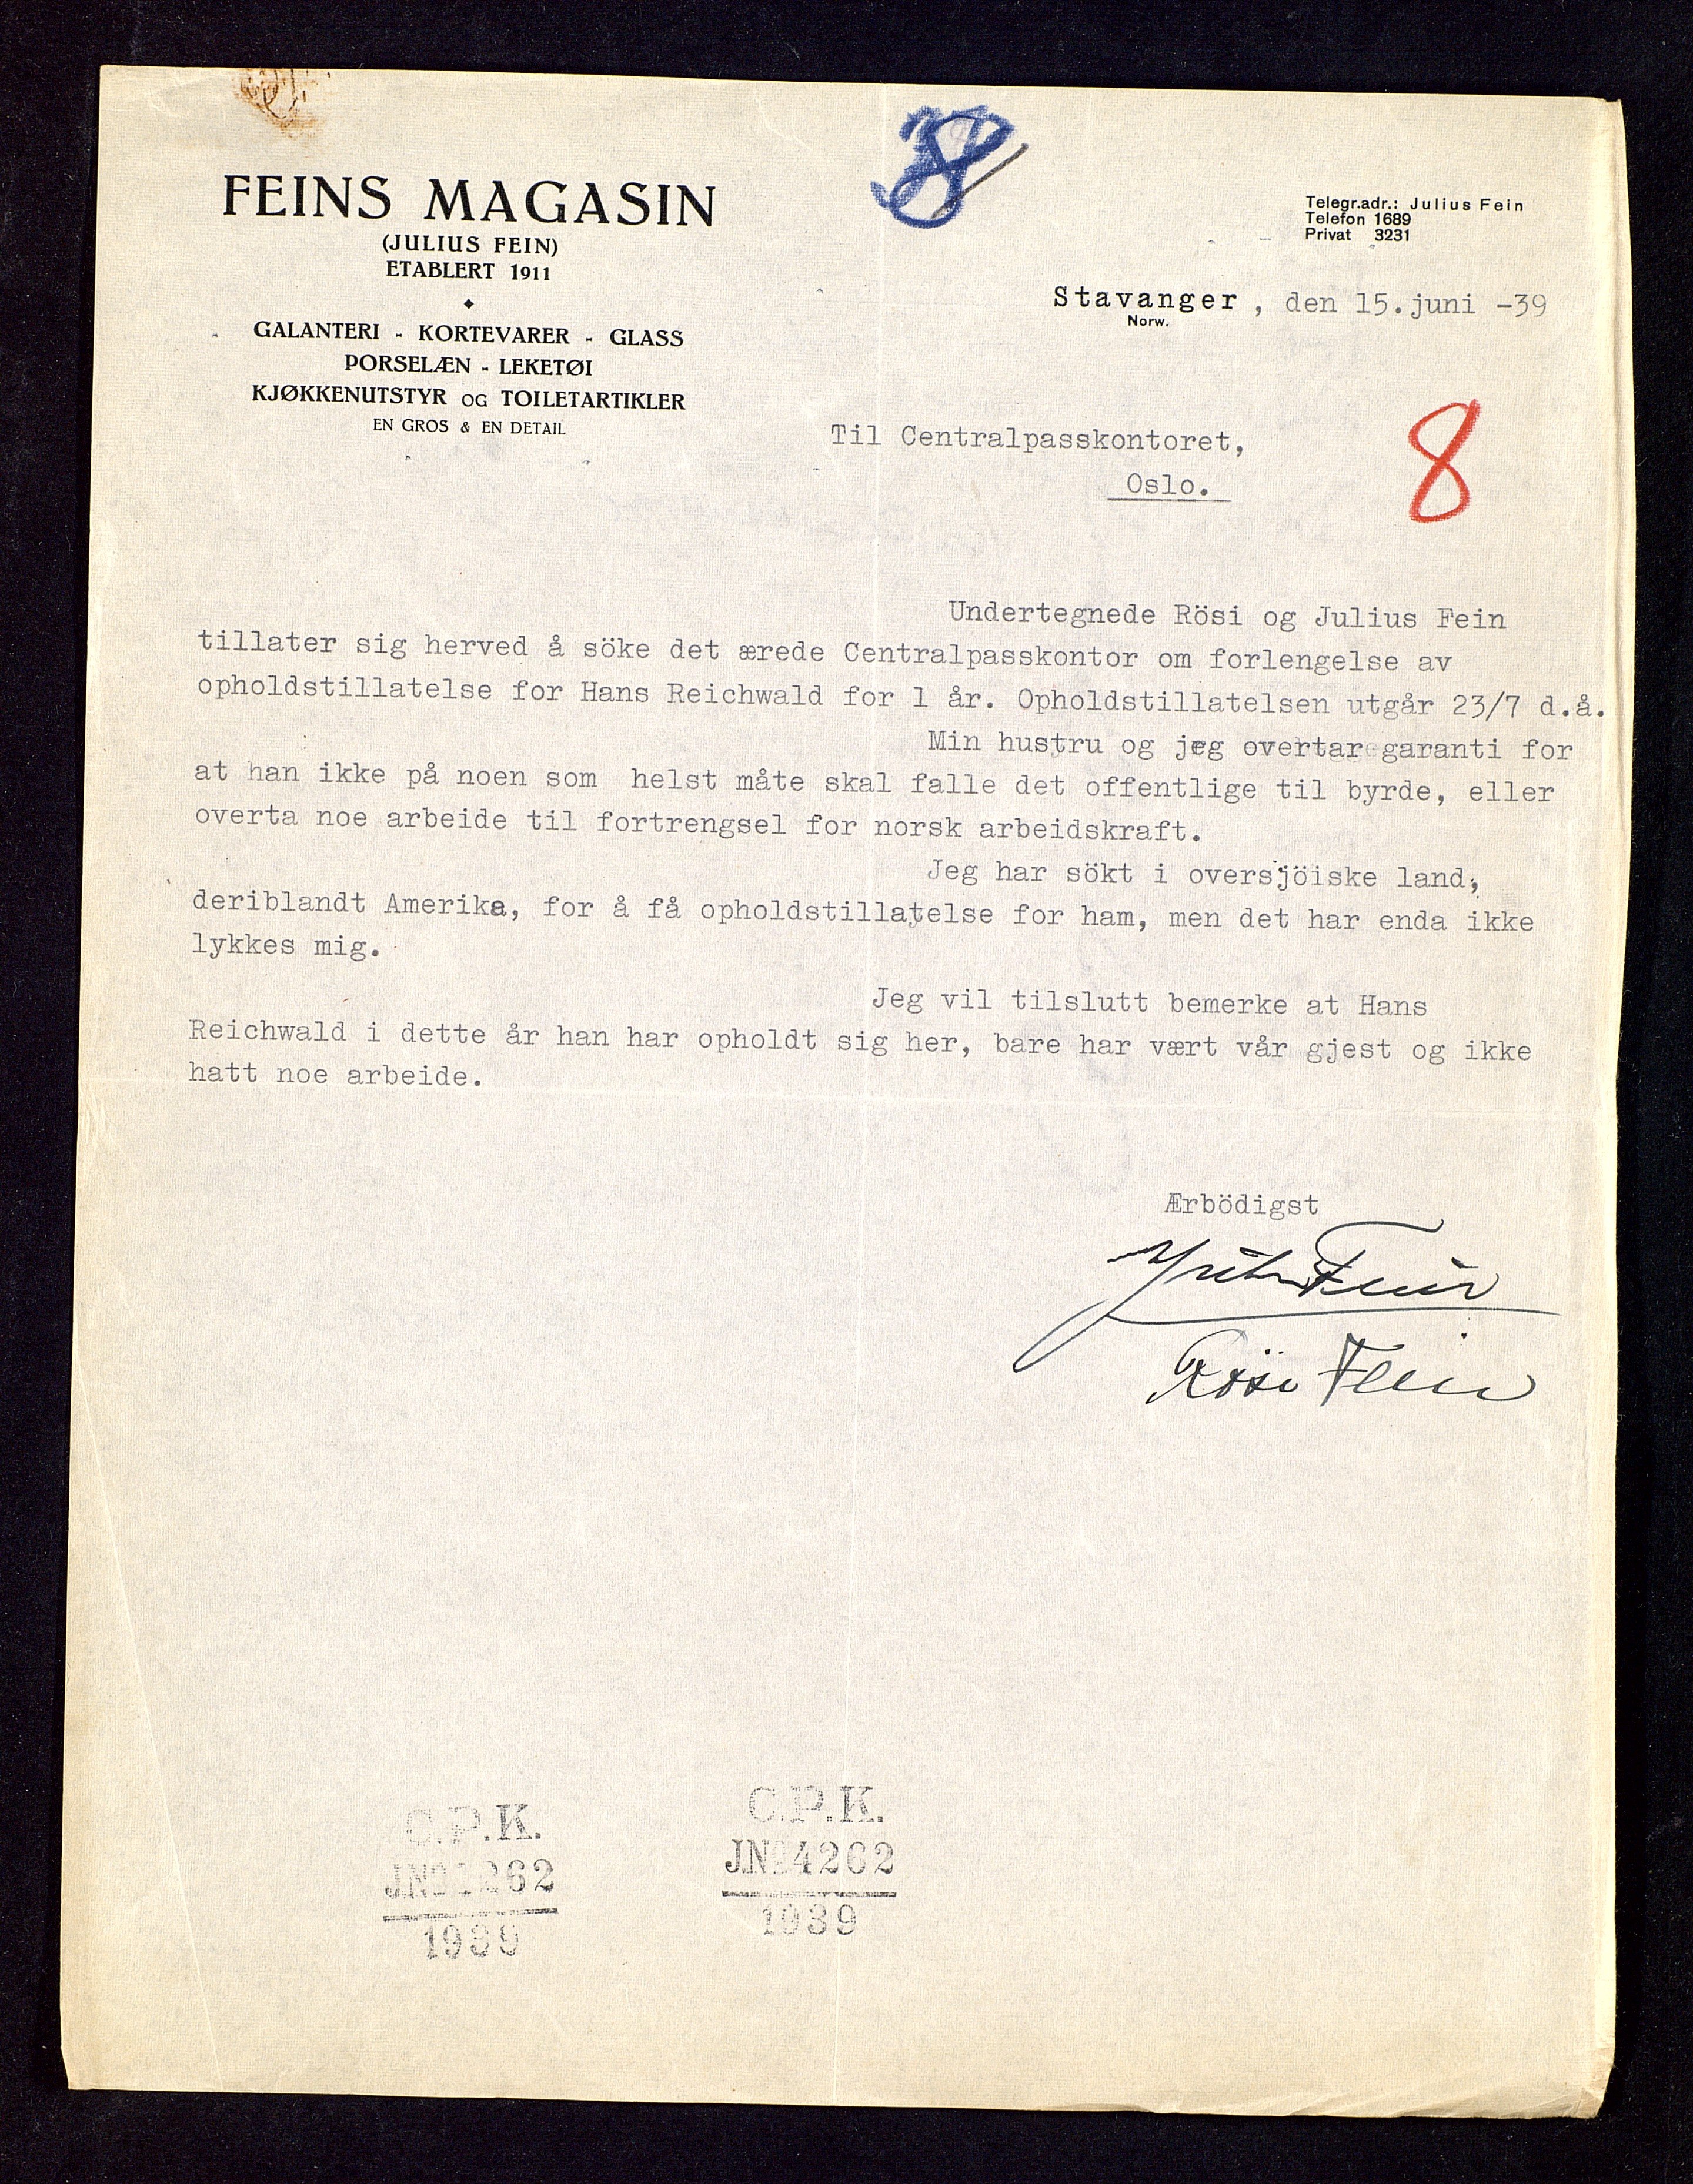 8
FEINS MAGASIN
(JULIUS FEIN)
ETABLERT 1911
GALANTERI - KORTEVARER - GLASS
PORSELÆN - LEKETØI
KJØKKENUTSTYR OG TOILETARTIKLER
EN GROS & EN DETAIL
Telegr.adr.: Julius Fein
Telefon 1689
Privat 3231
Stavanger, den 15. juni -39
Norw.
Til Centralpasskontoret,
Oslo.
8
Undertegnede Rösi og Julius Fein
tillater sig herved å söke det ærede Centralpasskontor om forlengelse av
opholdstillatelse for Hans Reichwald for 1 år. Opholdstillatelsen utgår 23/7 d.å.
Min hustru og jeg overtar garanti for
at han ikke på noen som helst måte skal falle det offentlige til byrde, eller
overta noe arbeide til fortrengsel for norsk arbeidskraft.
Jeg har sökt i oversjöiske land,
deriblandt Amerika, for å få opholdstillatelse for ham, men det har enda ikke
lykkes mig.
Jeg vil tilslutt bemerke at Hans
Reichwald i dette år han har opholdt sig her, bare har vært vår gjest og ikke
hatt noe arbeide.
Ærbödigst
Julius Fein
Rösi Fein
C.P.K.
J.No 4262
1939
C.P.K.
J.No 4262
1939